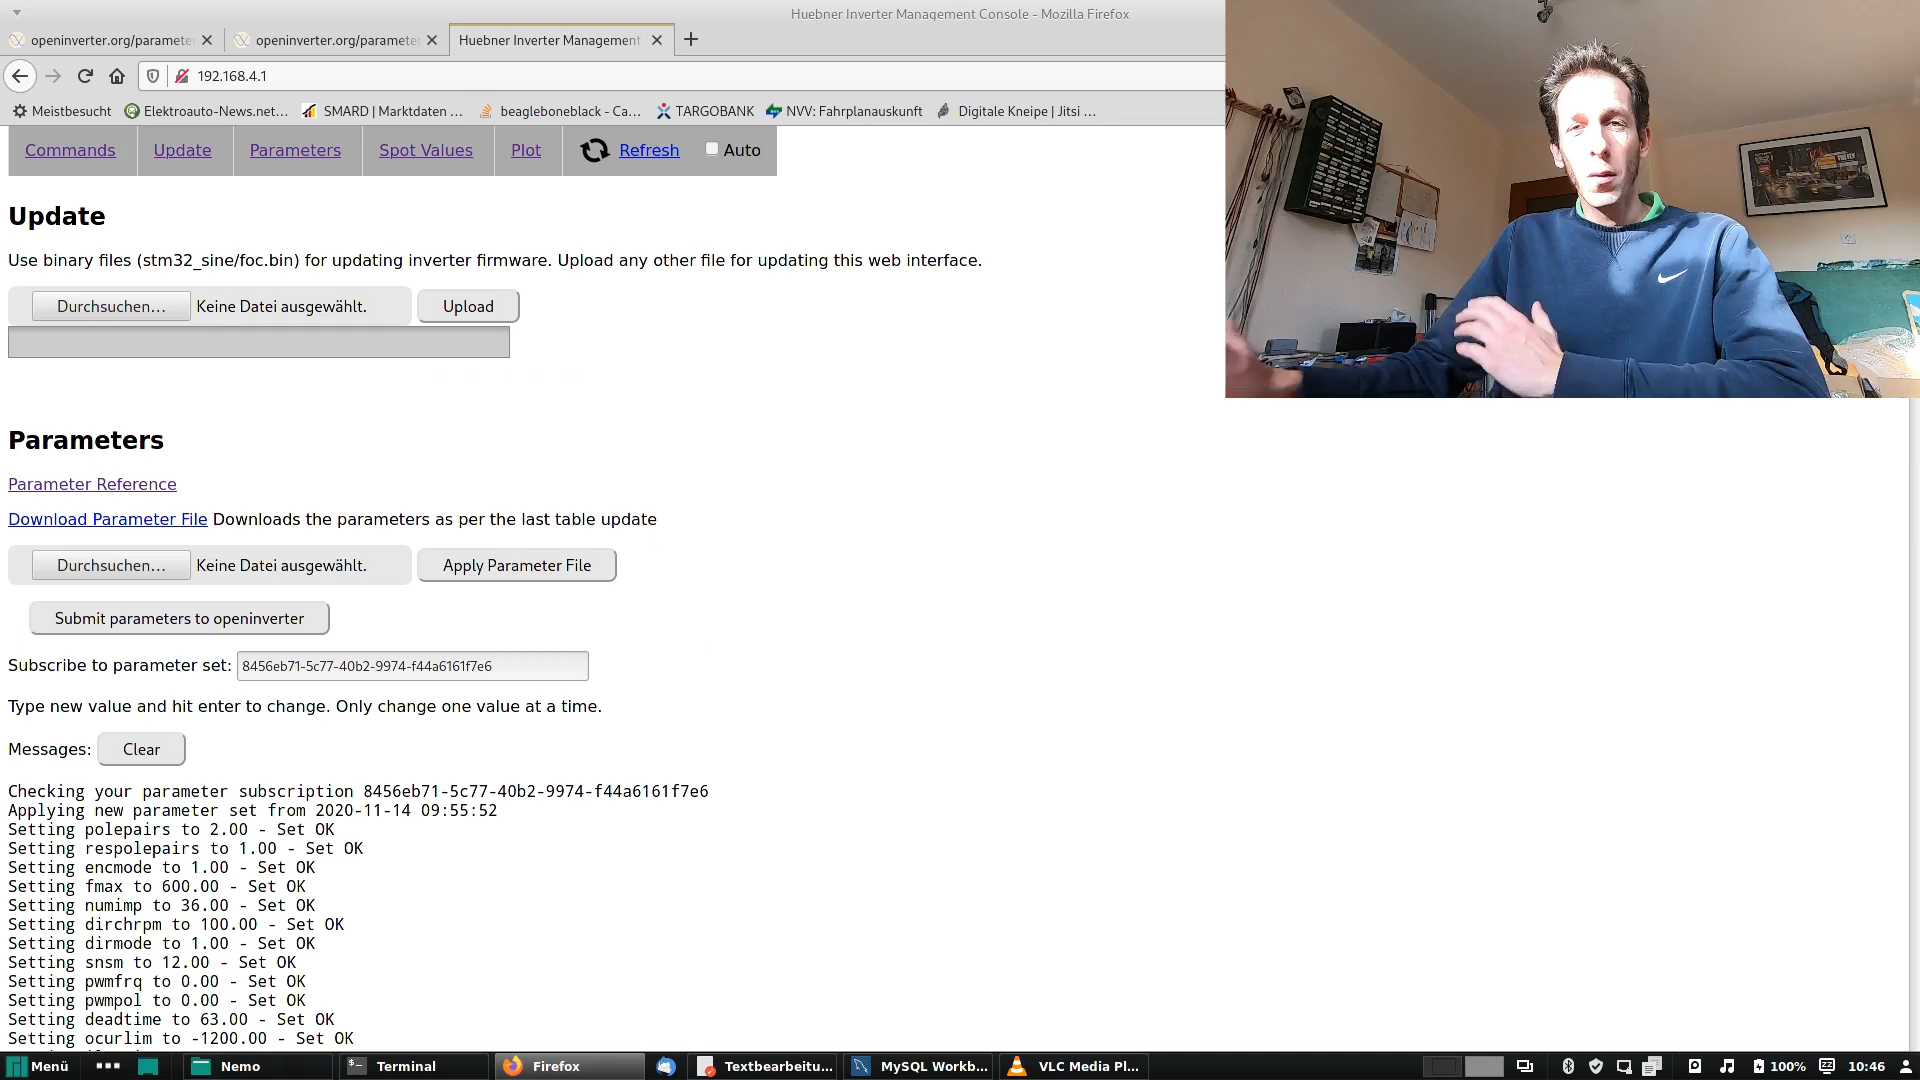 Huebner Inverter Management Console - Mozilla Firefox
openinverter.org/paramete
openinverter.org/paramete
Huebner Inverter Management
192.168.4.1
Meistbesucht
Elektroauto-News.net...
SMARD | Marktdaten ...
beagleboneblack - Ca...
TARGOBANK
NVV: Fahrplanauskunft
Digitale Kneipe | Jitsi ...
Commands
Update
Parameters
Spot Values
Plot
Refresh
Auto
Update
Use binary files (stm32_sine/foc.bin) for updating inverter firmware. Upload any other file for updating this web interface.
Durchsuchen... Keine Datei ausgewählt. Upload
Parameters
Parameter Reference
Download Parameter File Downloads the parameters as per the last table update
Durchsuchen... Keine Datei ausgewählt. Apply Parameter File
Submit parameters to openinverter
Subscribe to parameter set: 8456eb71-5c77-40b2-9974-f44a6161f7e6
Type new value and hit enter to change. Only change one value at a time.
Messages: Clear
Checking your parameter subscription 8456eb71-5c77-40b2-9974-f44a6161f7e6
Applying new parameter set from 2020-11-14 09:55:52
Setting polepairs to 2.00 - Set OK
Setting respolepairs to 1.00 - Set OK
Setting encmode to 1.00 - Set OK
Setting fmax to 600.00 - Set OK
Setting numimp to 36.00 - Set OK
Setting dirchrpm to 100.00 - Set OK
Setting dirmode to 1.00 - Set OK
Setting snsm to 12.00 - Set OK
Setting pwmfrq to 0.00 - Set OK
Setting pwmpol to 0.00 - Set OK
Setting deadtime to 63.00 - Set OK
Setting ocurlim to -1200.00 - Set OK
Menü
Nemo
Terminal
Firefox
Textbearbeitu...
MySQL Workb...
VLC Media Pl...
100%
10:46